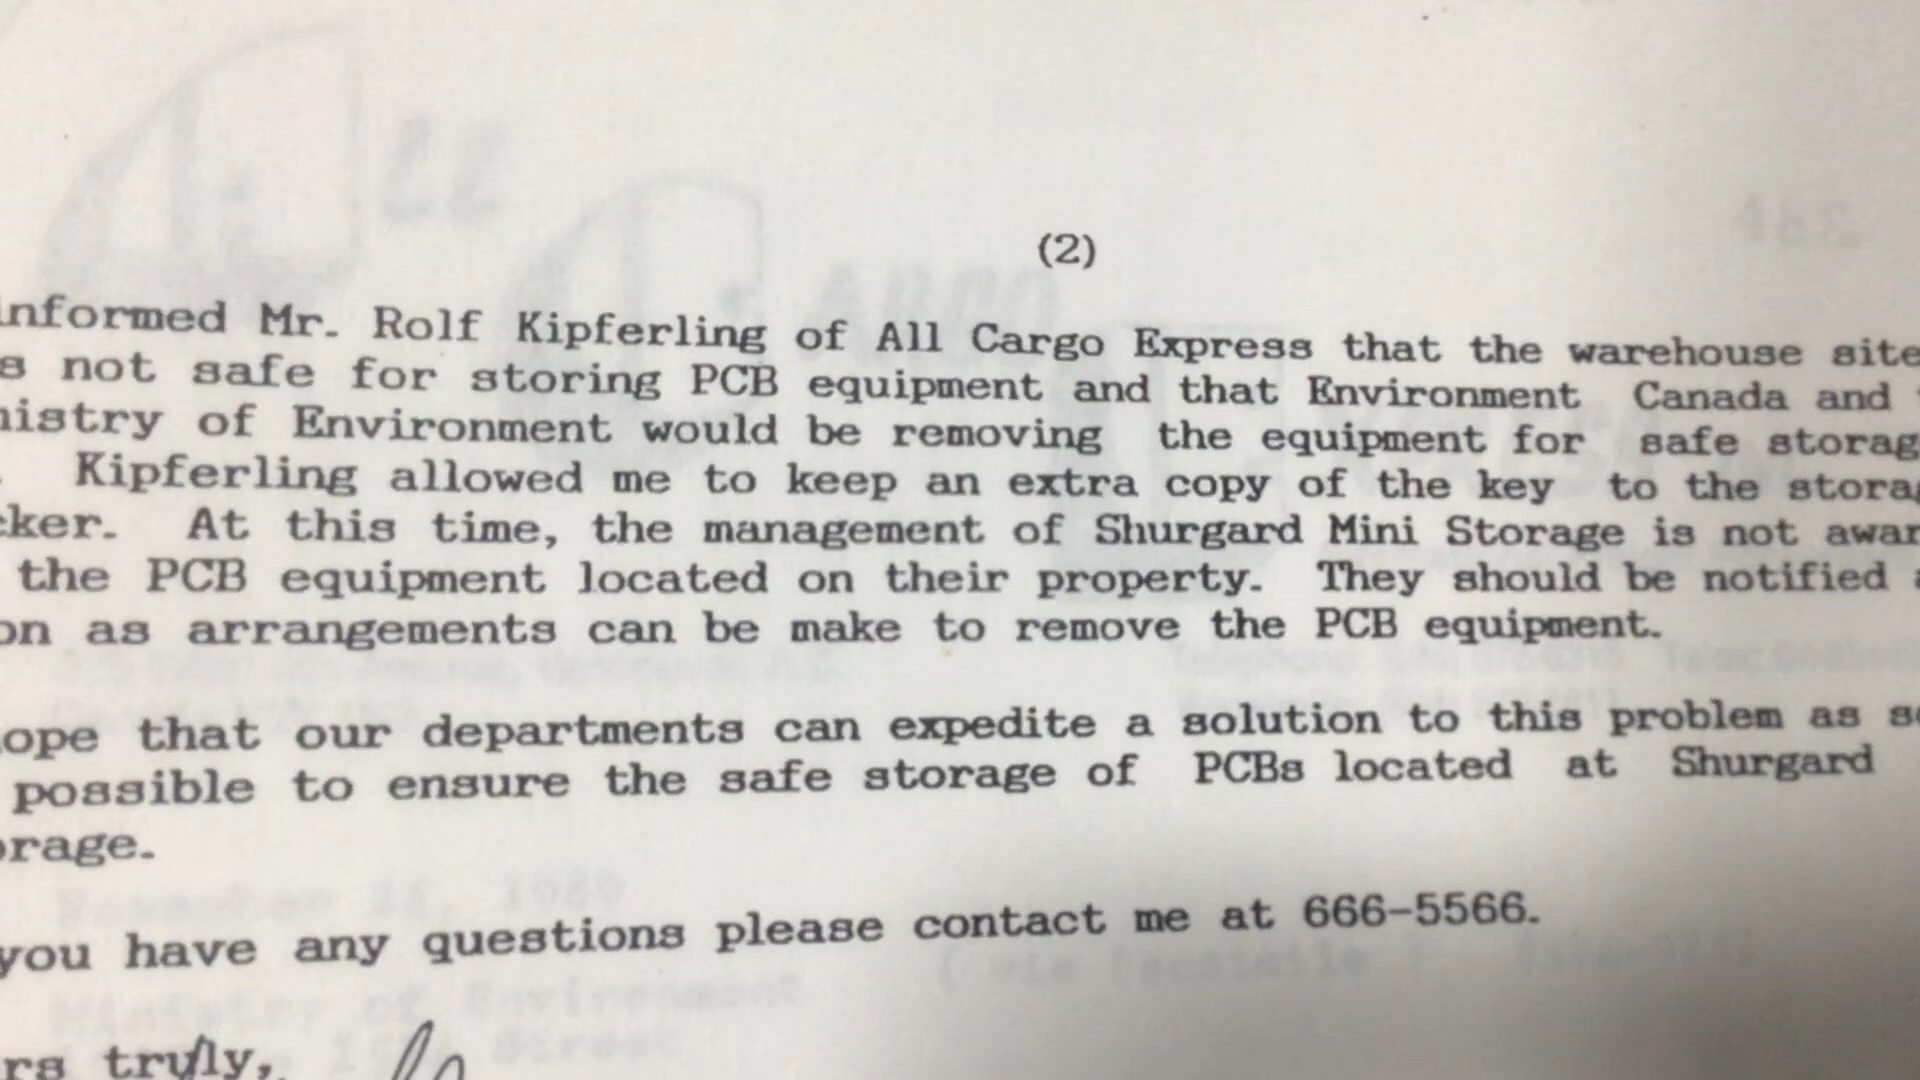 (2)
informed Mr. Rolf Kipferling of All Cargo Express that the warehouse site
s not safe for storing PCB equipment and that Environment Canada and
nistry of Environment would be removing the equipment for safe storag
Kipferling allowed me to keep an extra copy of the key to the storag
cker. At this time, the management of Shurgard Mini Storage is not awar
the PCB equipment located on their property. They should be notified a
on as arrangements can be make to remove the PCB equipment.
ope that our departments can expedite a solution to this problem as so
possible to ensure the safe storage of PCBs located at Shurgard
orage.
you have any questions please contact me at 666-5566.
rs truly,